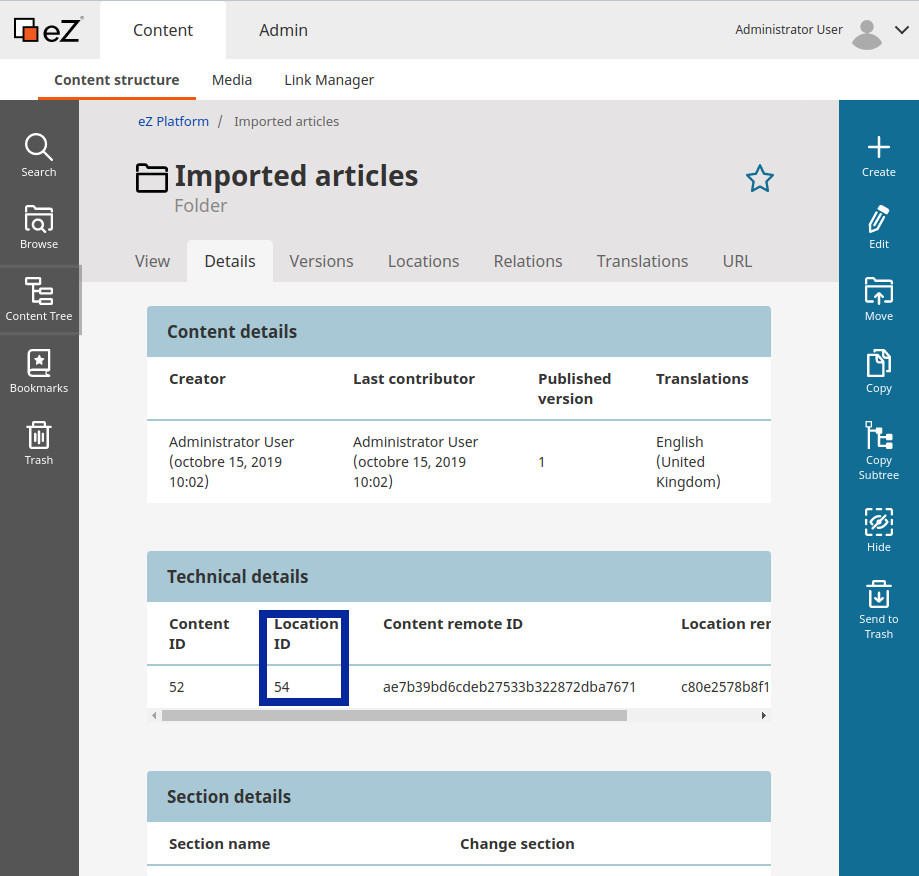 eZ
Content
Admin
Administrator User
Content structure
Media
Link Manager
eZ Platform / Imported articles
Search
Browse
Content Tree
Bookmarks
Trash
Imported articles
Folder
View
Details
Versions
Locations
Relations
Translations
URL
Content details
Creator
Last contributor
Published
version
Translations
Administrator User
(octobre 15, 2019
10:02)
Administrator User
(octobre 15, 2019
10:02)
1
English
(United
Kingdom)
Technical details
Content
ID
Location
ID
Content remote ID
Location rer
52
54
ae7b39bd6cdeb27533b322872dba7671
c80e2578b8f1
Section details
Section name
Change section
Create
Edit
Move
Copy
Copy
Subtree
Hide
Send to
Trash